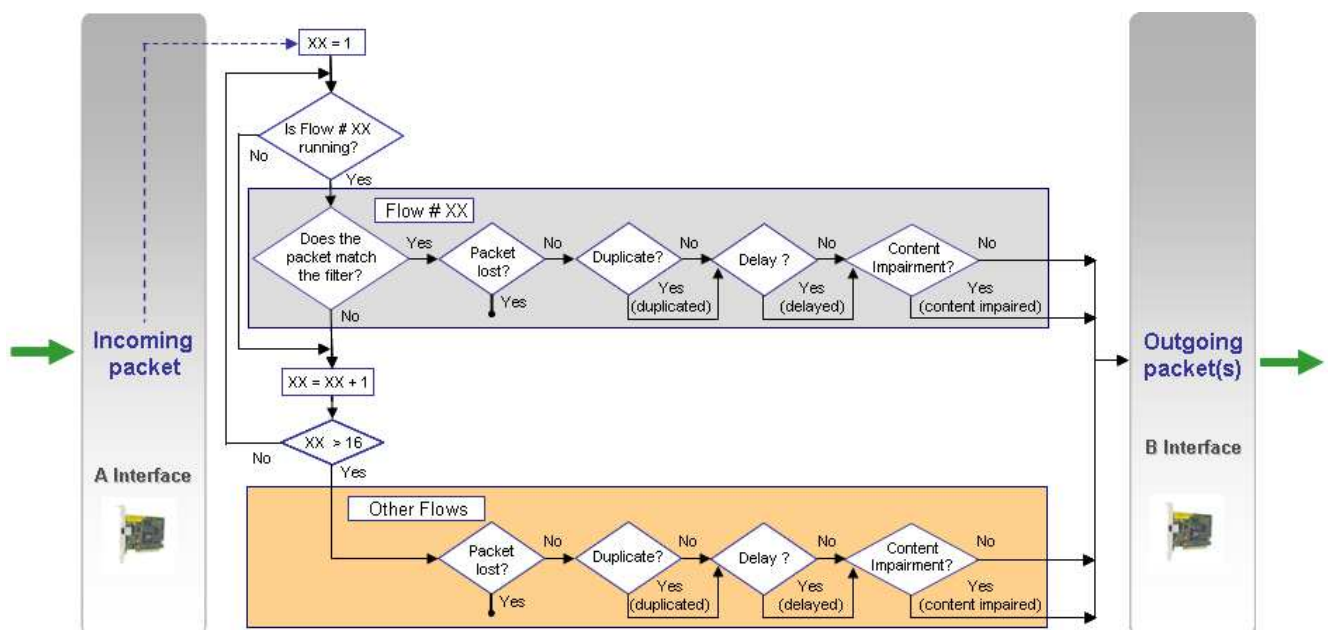 XX = 1
Is Flow # XX
running?
No
Yes
Flow # XX
Does the
packet match
the filter?
Yes
No
Packet
lost?
No
Yes
Duplicate?
No
Yes
(duplicated)
Delay ?
No
Yes
(delayed)
Content
Impairment?
No
Yes
(content impaired)
Incoming
packet
Outgoing
packet(s)
XX = XX + 1
XX > 16
No
Yes
A Interface
B Interface
Other Flows
Packet
lost?
No
Yes
Duplicate?
No
Yes
(duplicated)
Delay ?
No
Yes
(delayed)
Content
Impairment?
No
Yes
(content impaired)